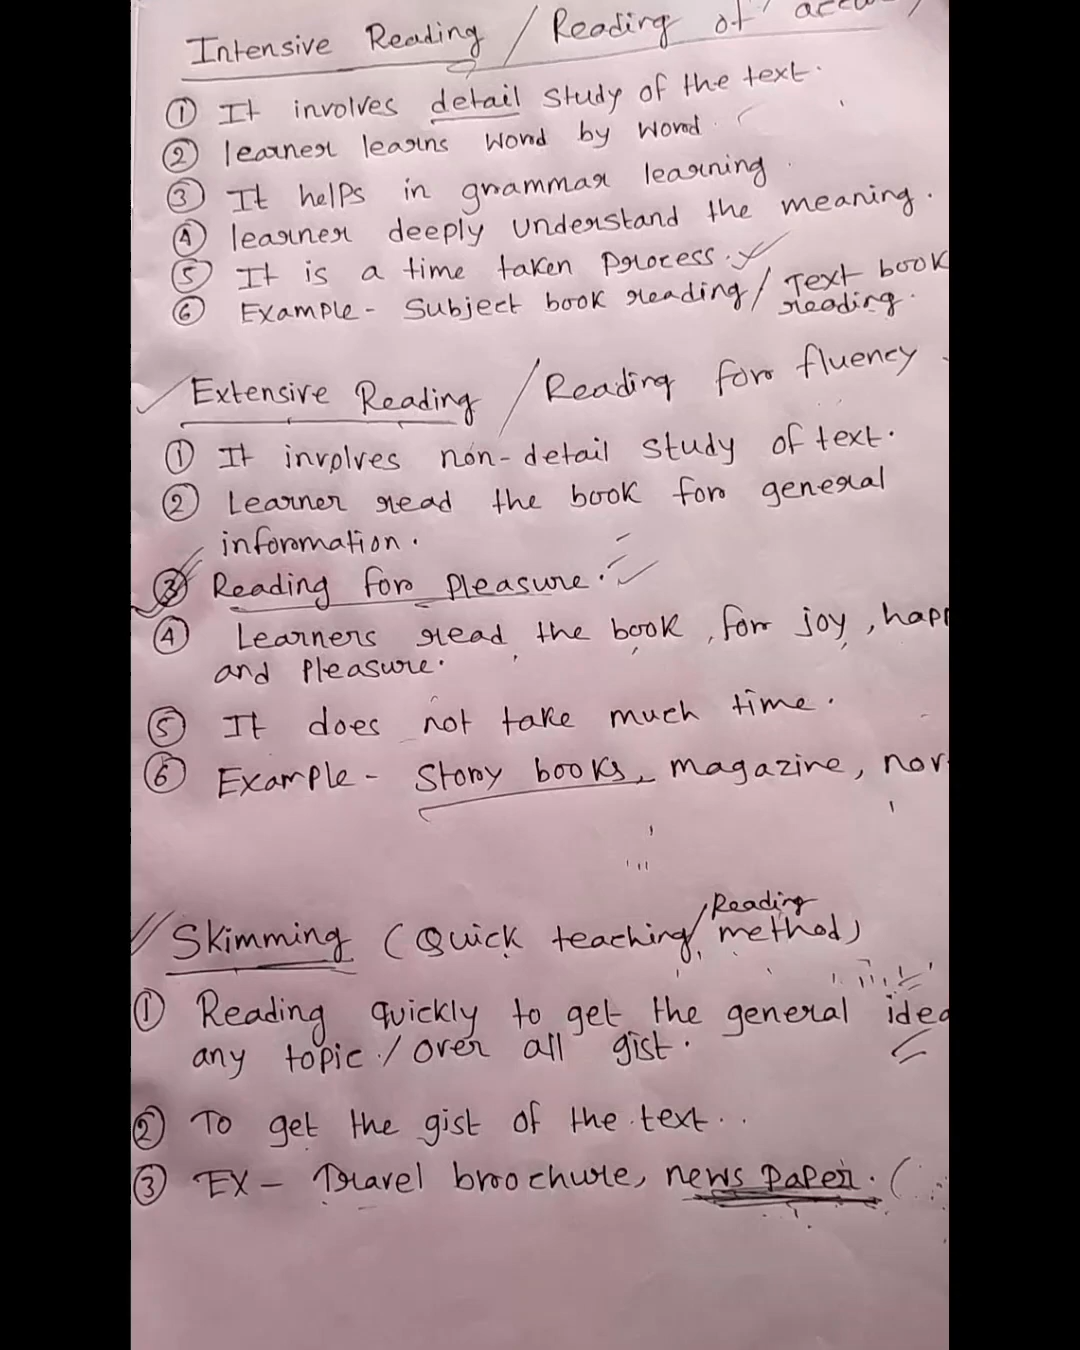 Intensive Reading / Reading of
① It involves detail study of the text.
② learner learns word by word
③ It helps in grammar learning.
④ learner deeply understand the meaning.
⑤ It is a time taken process.
⑥ Example - Subject book reading / Text book
reading.
Extensive Reading / Reading for fluency
① It involves non-detail study of text.
② Learner read the book for general
information.
③ Reading for pleasure.
④ Learners read the book, for joy,
and pleasure.
⑤ It does not take much time.
⑥ Example - Story books, magazine,
Reading
Skimming (Quick teaching/ method)
① Reading quickly to get the general idea
any topic / over all gist.
② To get the gist of the text..
③ EX - Travel brochure, news paper. (